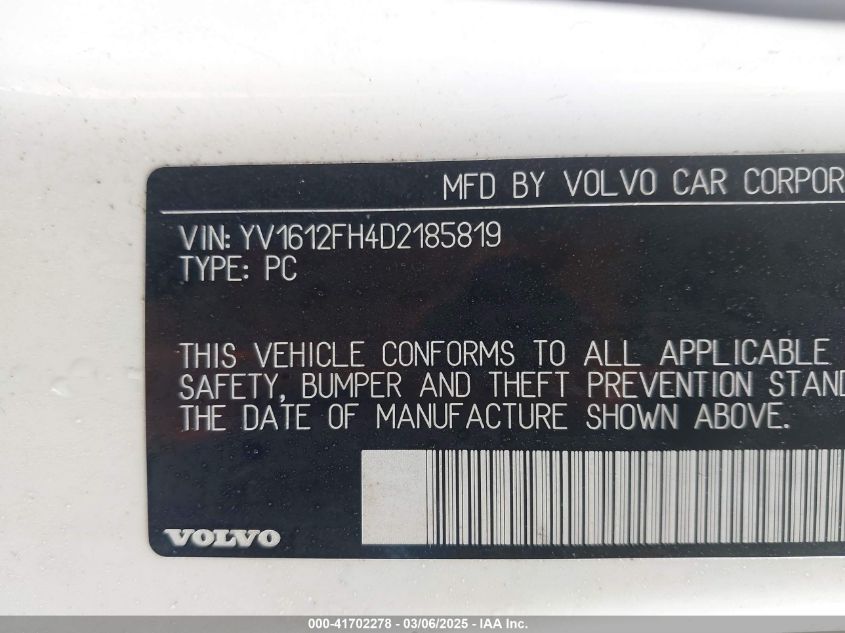 MFD BY VOLVO CAR CORPOR
VIN: YV1612FH4D2185819
TYPE: PC
THIS VEHICLE CONFORMS TO ALL APPLICABLE
SAFETY, BUMPER AND THEFT PREVENTION STAND
THE DATE OF MANUFACTURE SHOWN ABOVE.
VOLVO
000-41702278 - 03/06/2025 - IAA Inc.